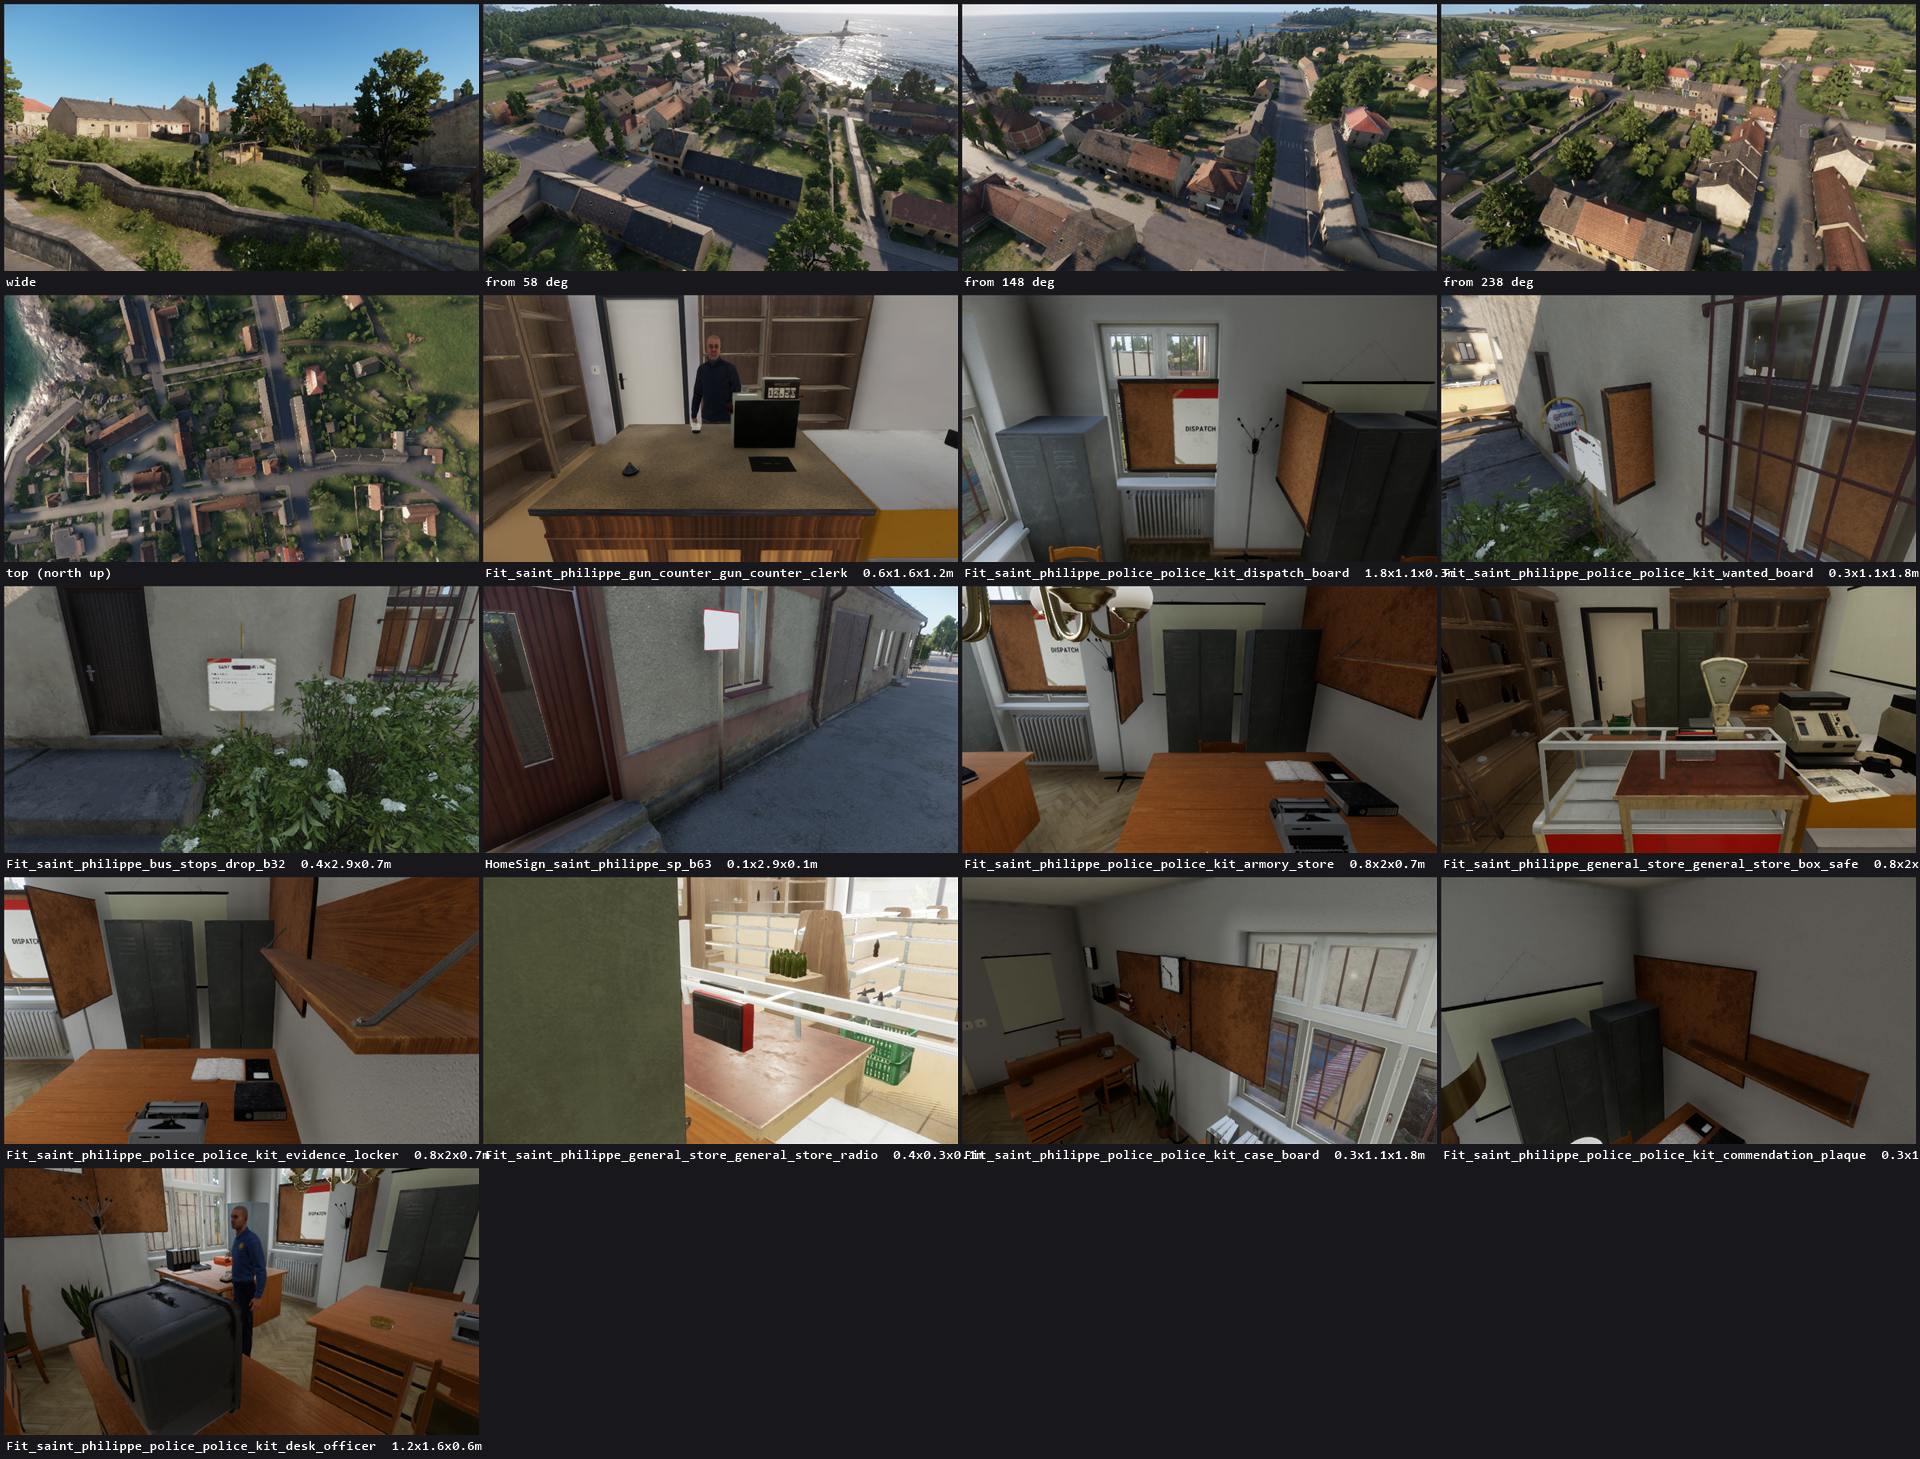 wide
from 58 deg
from 148 deg
from 238 deg
top (north up)
DISPATCH
Fit_saint_philippe_gun_counter_gun_counter_clerk 0.6x1.6x1.2m
Fit_saint_philippe_police_police_kit_dispatch_board 1.8x1.1x0.3
Fit_saint_philippe_police_police_kit_wanted_board 0.3x1.1x1.8m
SAINT
DISPATCH
Fit_saint_philippe_bus_stops_drop_b32 0.4x2.9x0.7m
HomeSign_saint_philippe_sp_b63 0.1x2.9x0.1m
Fit_saint_philippe_police_police_kit_armory_store 0.8x2x0.7m
Fit_saint_philippe_general_store_general_store_box_safe 0.8x2x
DISPATCH
Fit_saint_philippe_police_police_kit_evidence_locker 0.8x2x0.7m
Fit_saint_philippe_general_store_general_store_radio 0.4x0.3x0.1m
Fit_saint_philippe_police_police_kit_case_board 0.3x1.1x1.8m
Fit_saint_philippe_police_police_kit_commendation_plaque 0.3x1
DISPATCH
Fit_saint_philippe_police_police_kit_desk_officer 1.2x1.6x0.6m